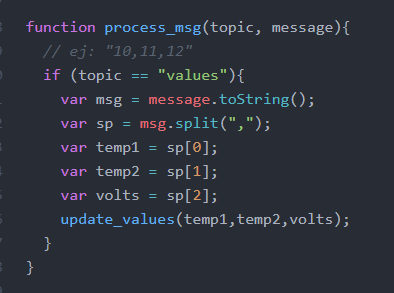 function process_msg(topic, message){
// ej: "10,11,12"
if (topic == "values"){
var msg = message.toString();
var sp = msg.split(",");
var temp1 = sp[0];
var temp2 = sp[1];
var volts = sp[2];
update_values(temp1,temp2,volts);
}
}